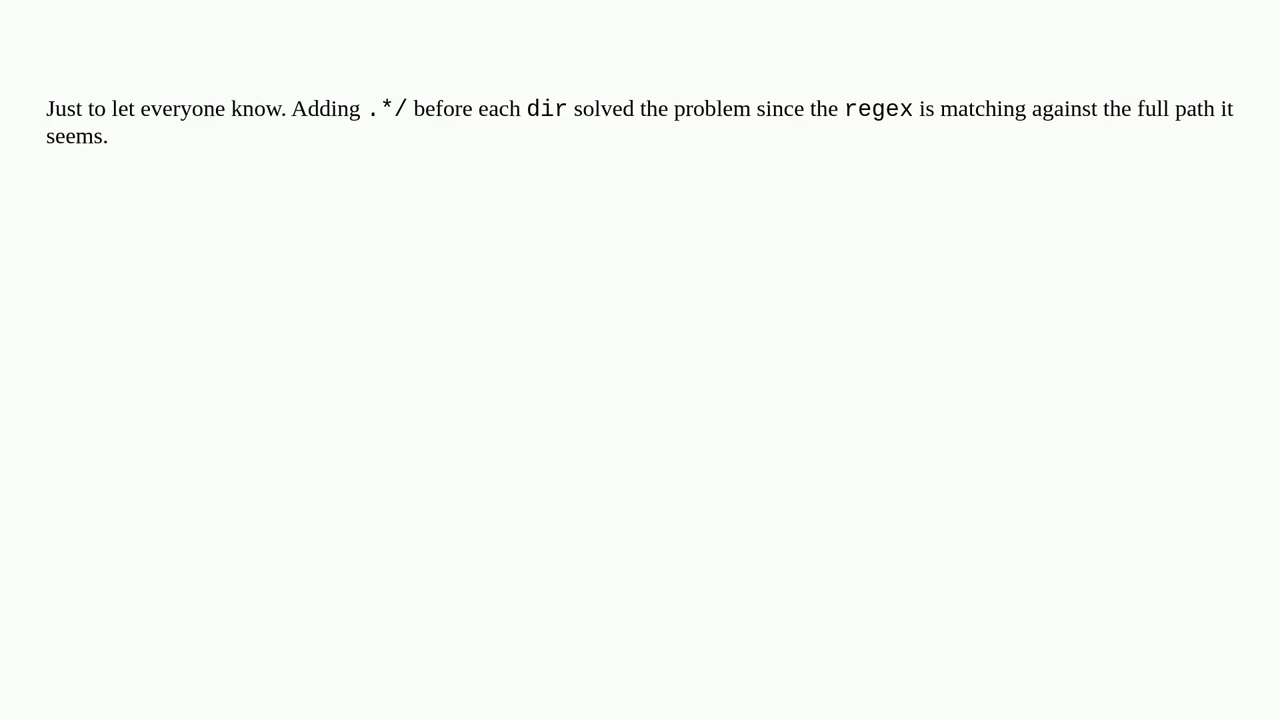 Just to let everyone know. Adding .*/ before each dir solved the problem since the regex is matching against the full path it
seems.